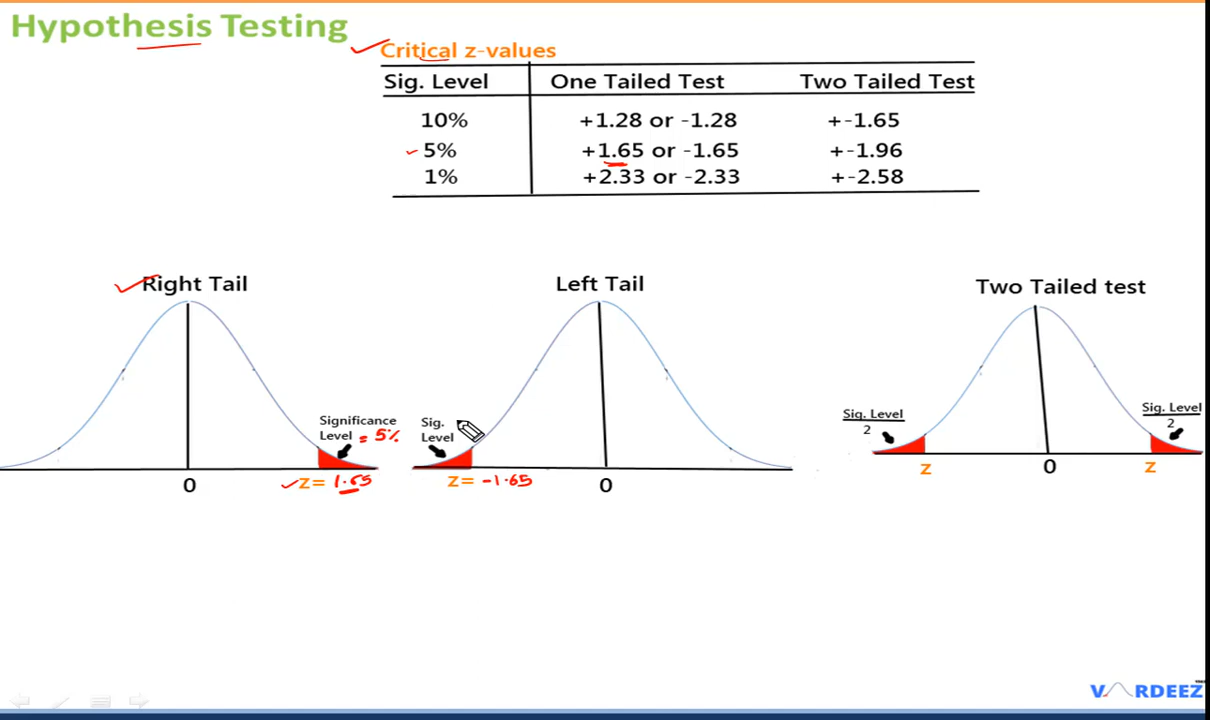 Hypothesis Testing
Critical z-values
Sig. Level One Tailed Test Two Tailed Test
10% +1.28 or -1.28 +-1.65
5% +1.65 or -1.65 +-1.96
1% +2.33 or -2.33 +-2.58
Right Tail
Significance
Level = 5%
z= 1.65
0
Left Tail
Sig.
Level
z= -1.65
0
Two Tailed test
Sig. Level
2
Sig. Level
2
z 0 z
V RDEEZ